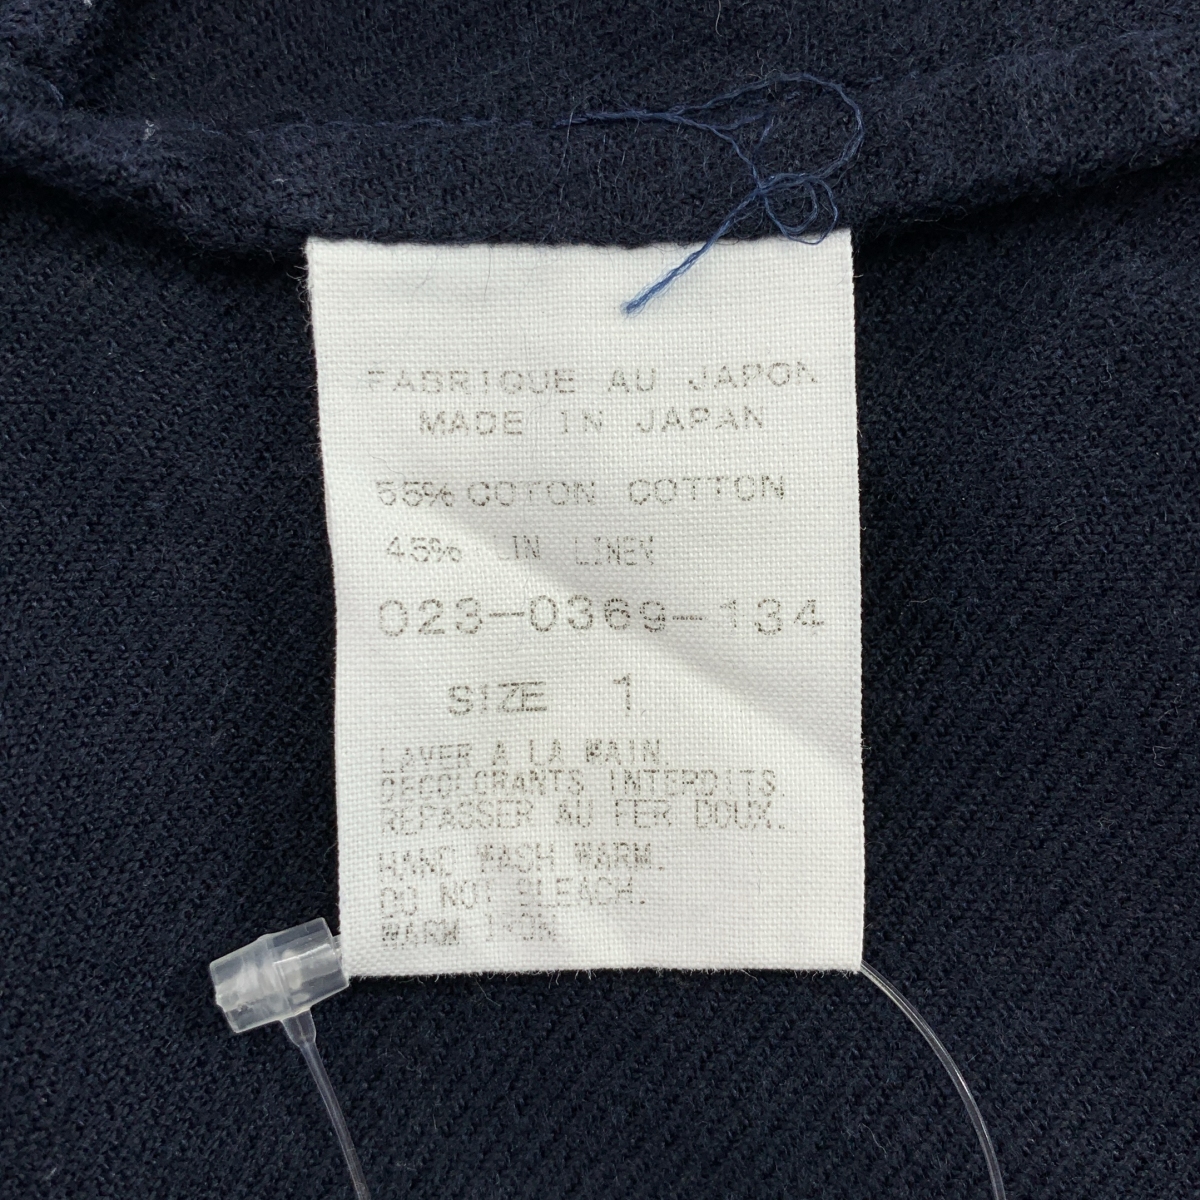 FABRIQUE AU JAPON
MADE IN JAPAN
55% COTON COTTON
45% LIN LINEN
023-0369-134
SIZE 1
LAVER A LA MAIN.
DECOLORANTS INTERDITS
REPASSER AU FER DOUX.
HAND WASH WARM.
DO NOT BLEACH.
WARM IRON